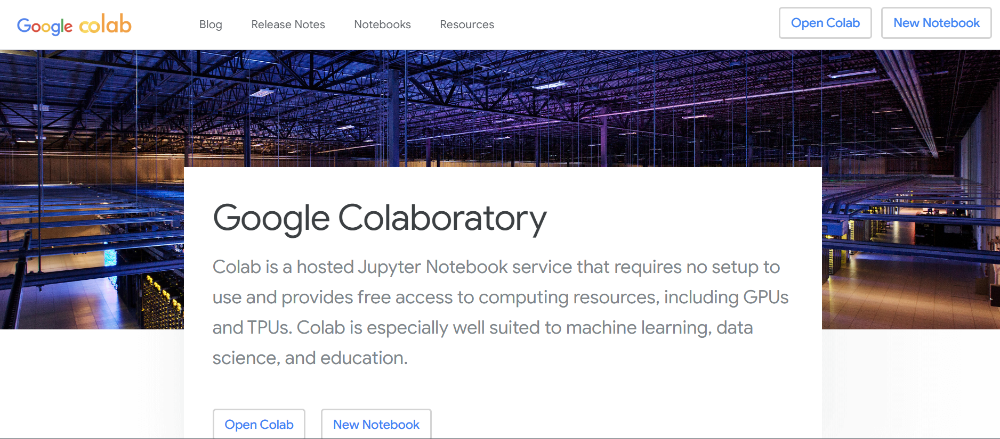 Google colab
Blog
Release Notes
Notebooks
Resources
Open Colab
New Notebook
Google Colaboratory
Colab is a hosted Jupyter Notebook service that requires no setup to
use and provides free access to computing resources, including GPUs
and TPUs. Colab is especially well suited to machine learning, data
science, and education.
Open Colab
New Notebook